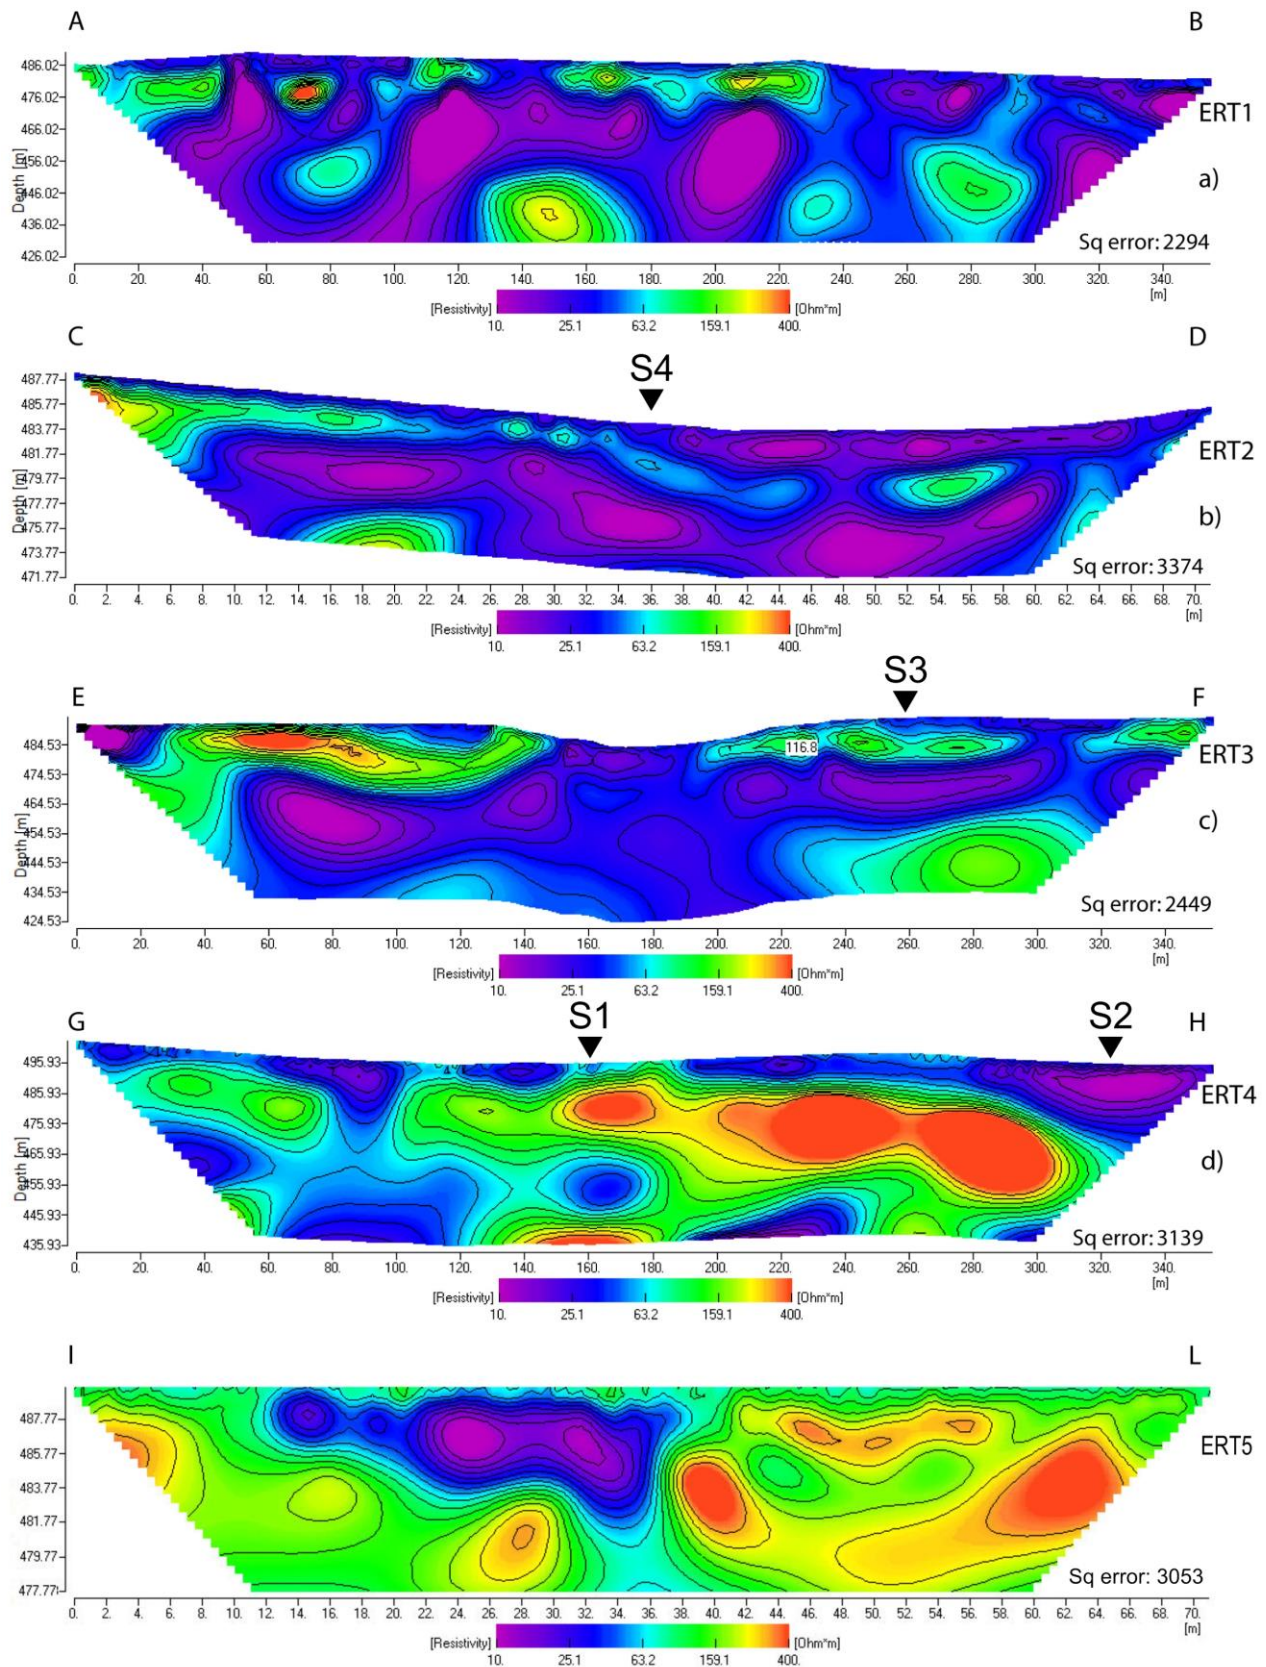 A B
486.02
476.02
466.02
456.02
446.02
436.02
426.02
Depth [m]
ERT1
a)
Sq error: 2294
0. 20. 40. 60. 80. 100. 120. 140. 160. 180. 200. 220. 240. 260. 280. 300. 320. 340.
[m]
[Resistivity] [Ohm*m]
10. 25.1 63.2 159.1 400.
C D
S4
487.77
485.77
483.77
481.77
479.77
477.77
475.77
473.77
471.77
Depth [m]
ERT2
b)
Sq error: 3374
0. 2. 4. 6. 8. 10. 12. 14. 16. 18. 20. 22. 24. 26. 28. 30. 32. 34. 36. 38. 40. 42. 44. 46. 48. 50. 52. 54. 56. 58. 60. 62. 64. 66. 68. 70.
[m]
[Resistivity] [Ohm*m]
10. 25.1 63.2 159.1 400.
E F
S3
116.8
484.53
474.53
464.53
454.53
444.53
434.53
424.53
Depth [m]
ERT3
c)
Sq error: 2449
0. 20. 40. 60. 80. 100. 120. 140. 160. 180. 200. 220. 240. 260. 280. 300. 320. 340.
[m]
[Resistivity] [Ohm*m]
10. 25.1 63.2 159.1 400.
G H
S1 S2
495.93
485.93
475.93
465.93
455.93
445.93
435.93
Depth [m]
ERT4
d)
Sq error: 3139
0. 20. 40. 60. 80. 100. 120. 140. 160. 180. 200. 220. 240. 260. 280. 300. 320. 340.
[m]
[Resistivity] [Ohm*m]
10. 25.1 63.2 159.1 400.
I L
487.77
485.77
483.77
481.77
479.77
477.77
ERT5
Sq error: 3053
0. 2. 4. 6. 8. 10. 12. 14. 16. 18. 20. 22. 24. 26. 28. 30. 32. 34. 36. 38. 40. 42. 44. 46. 48. 50. 52. 54. 56. 58. 60. 62. 64. 66. 68. 70.
[m]
[Resistivity] [Ohm*m]
10. 25.1 63.2 159.1 400.